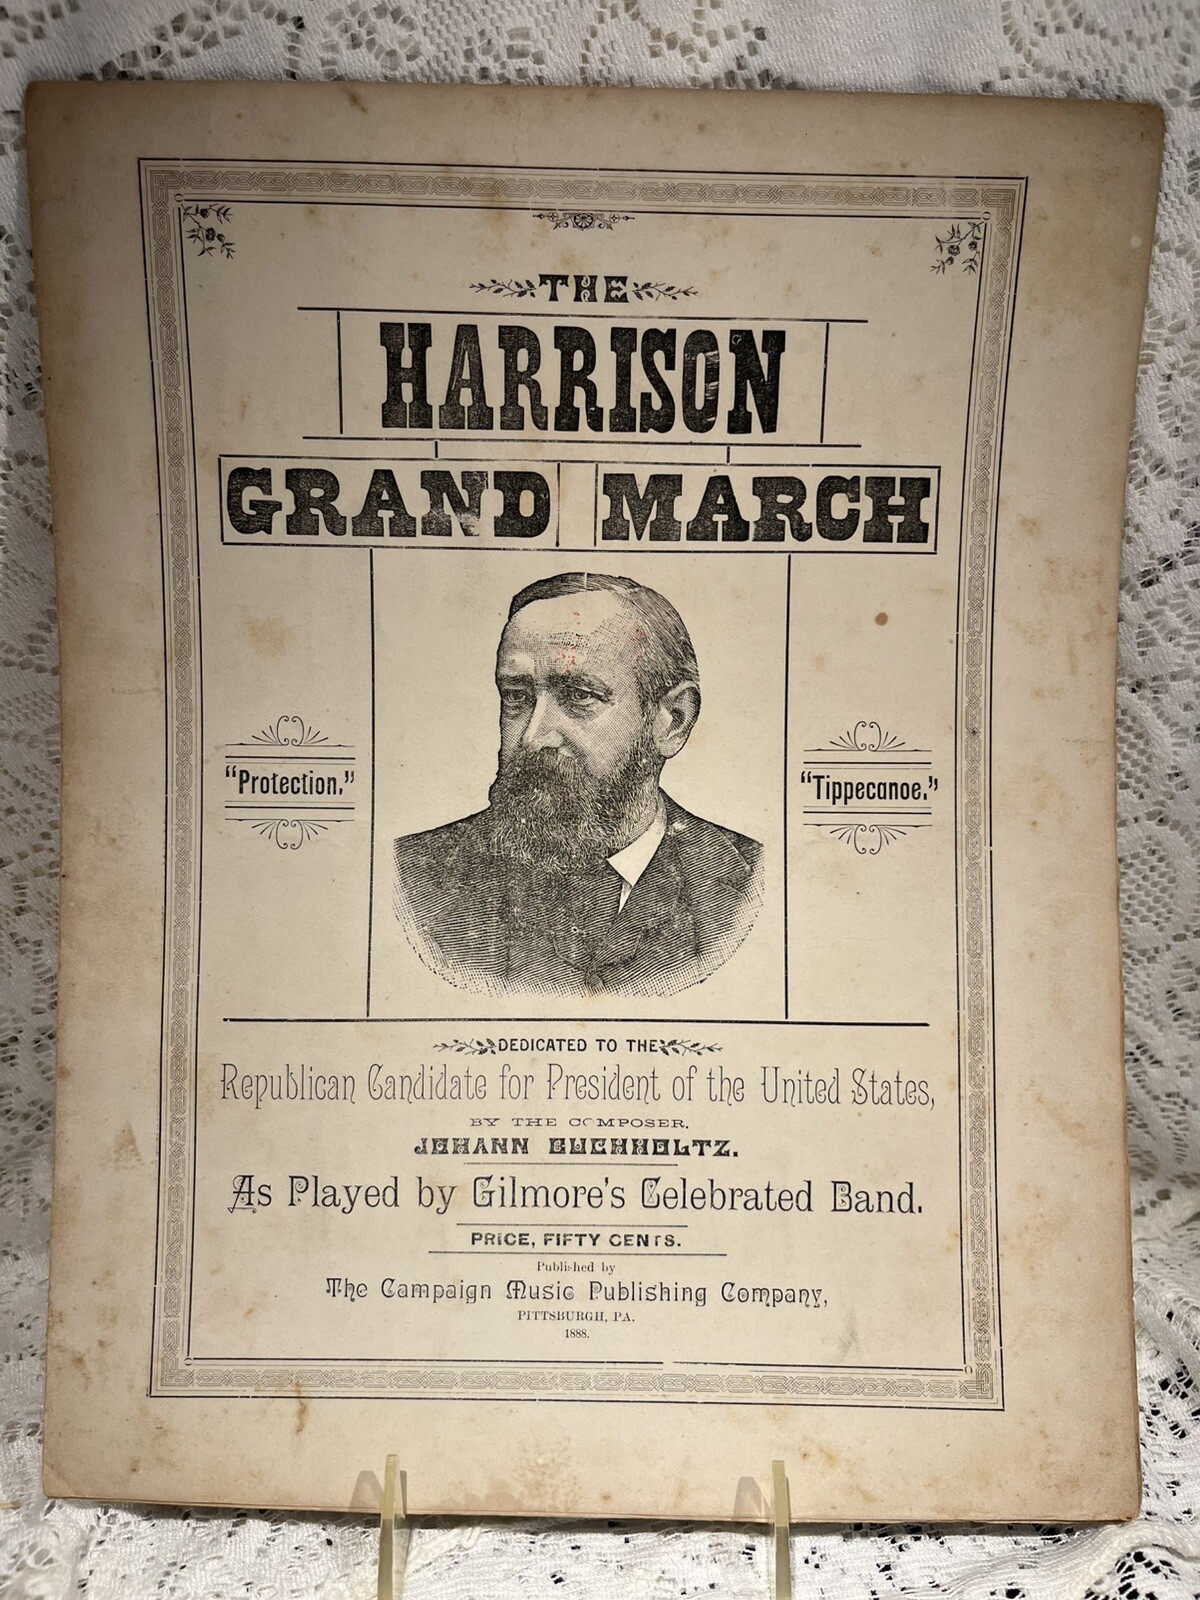 THE
HARRISON
GRAND MARCH
"Protection."
"Tippecanoe."
DEDICATED TO THE
Republican Candidate for President of the United States,
BY THE COMPOSER,
JOHANN BUCHHOLTZ.
As Played by Gilmore's Celebrated Band.
PRICE, FIFTY CENTS.
Published by
The Campaign Music Publishing Company,
PITTSBURGH, PA.
1888.